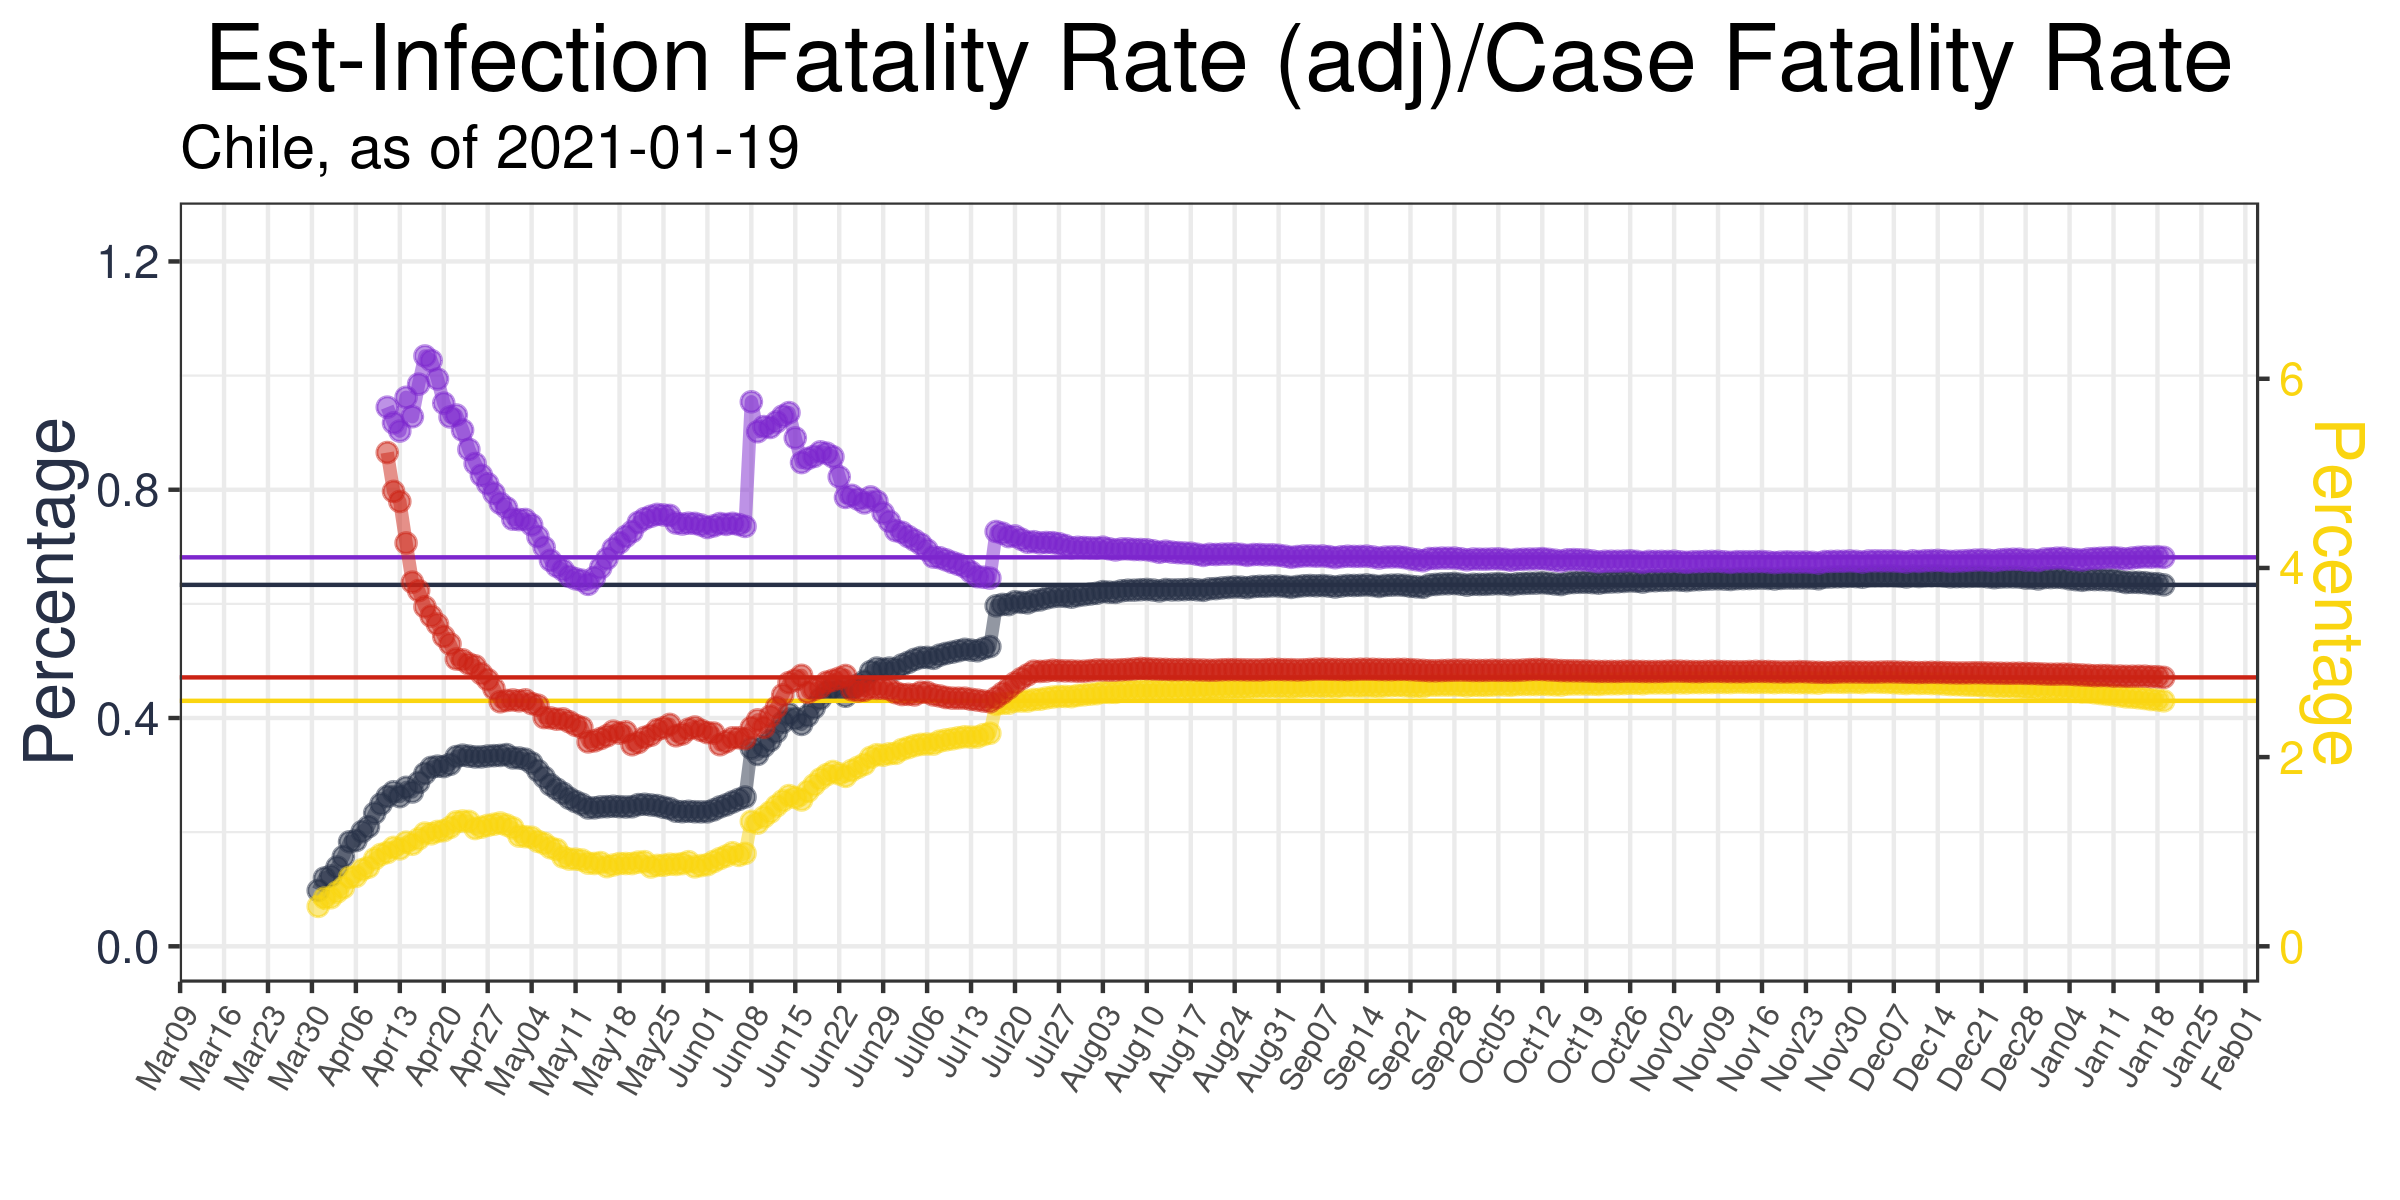 Est-Infection Fatality Rate (adj)/Case Fatality Rate
Chile, as of 2021-01-19
Percentage
1.2
0.8
0.4
0.0
6
4
2
0
Percentage
Mar09
Mar16
Mar23
Mar30
Apr06
Apr13
Apr20
Apr27
May04
May11
May18
May25
Jun01
Jun08
Jun15
Jun22
Jun29
Jul06
Jul13
Jul20
Jul27
Aug03
Aug10
Aug17
Aug24
Aug31
Sep07
Sep14
Sep21
Sep28
Oct05
Oct12
Oct19
Oct26
Nov02
Nov09
Nov16
Nov23
Nov30
Dec07
Dec14
Dec21
Dec28
Jan04
Jan11
Jan18
Jan25
Feb01